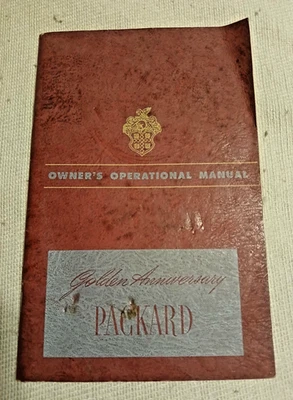 OWNER'S OPERATIONAL MANUAL
Golden Anniversary
PACKARD